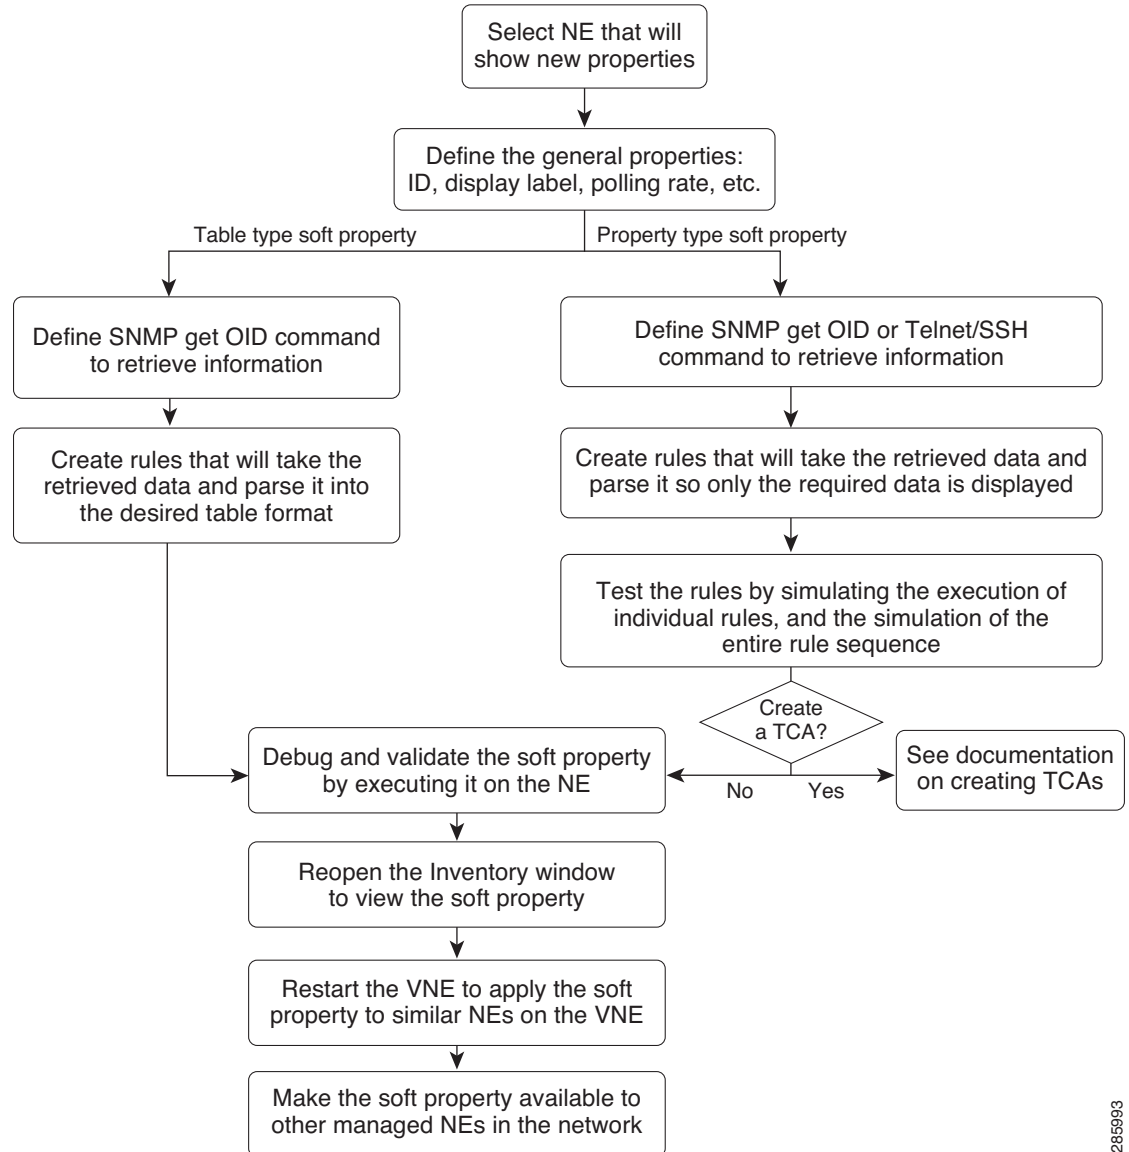 Select NE that will
show new properties
Define the general properties:
ID, display label, polling rate, etc.
Table type soft property
Property type soft property
Define SNMP get OID command
to retrieve information
Define SNMP get OID or Telnet/SSH
command to retrieve information
Create rules that will take the
retrieved data and parse it into
the desired table format
Create rules that will take the retrieved data and
parse it so only the required data is displayed
Test the rules by simulating the execution of
individual rules, and the simulation of the
entire rule sequence
Create
a TCA?
Debug and validate the soft property
by executing it on the NE
No
Yes
See documentation
on creating TCAs
Reopen the Inventory window
to view the soft property
Restart the VNE to apply the soft
property to similar NEs on the VNE
Make the soft property available to
other managed NEs in the network
285993